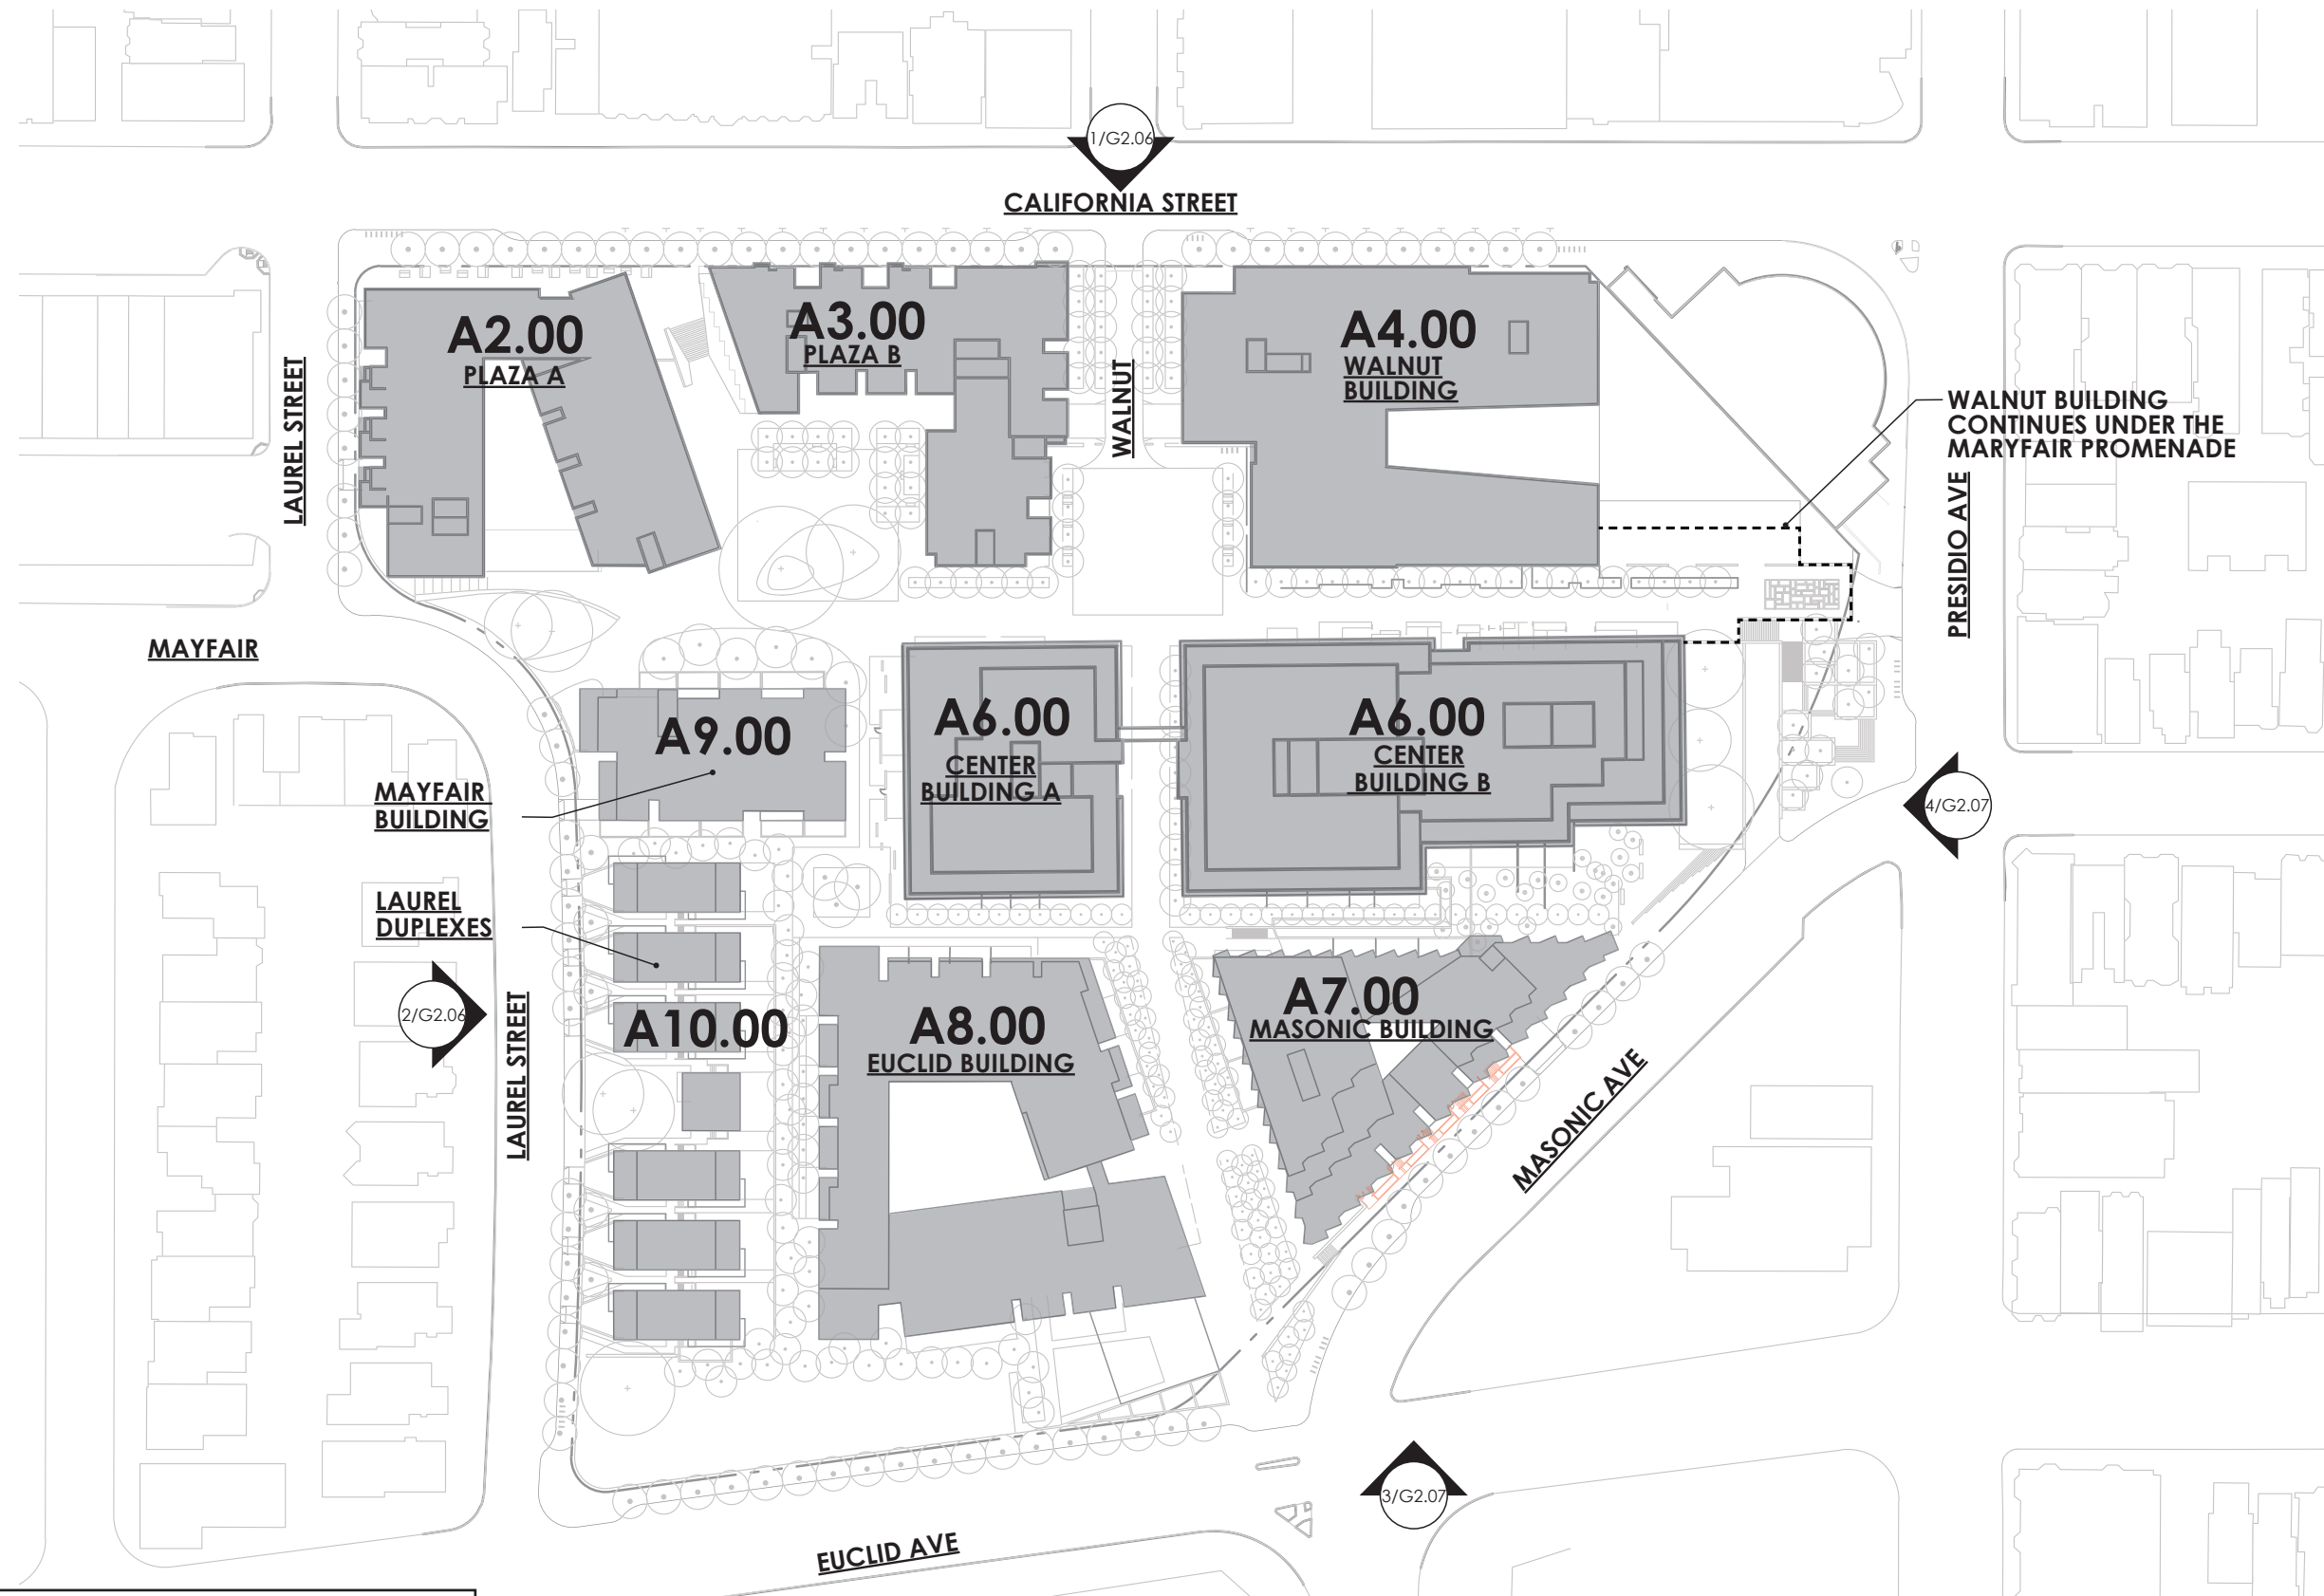 1/G2.06
CALIFORNIA STREET
A2.00
PLAZA A
A3.00
PLAZA B
A4.00
WALNUT
BUILDING
LAUREL STREET
WALNUT
WALNUT BUILDING
CONTINUES UNDER THE
MARYFAIR PROMENADE
PRESIDIO AVE
MAYFAIR
A9.00
MAYFAIR
BUILDING
A6.00
CENTER
BUILDING A
A6.00
CENTER
BUILDING B
4/G2.07
LAUREL
DUPLEXES
2/G2.06
LAUREL STREET
A10.00
A8.00
EUCLID BUILDING
A7.00
MASONIC BUILDING
MASONIC AVE
3/G2.07
EUCLID AVE